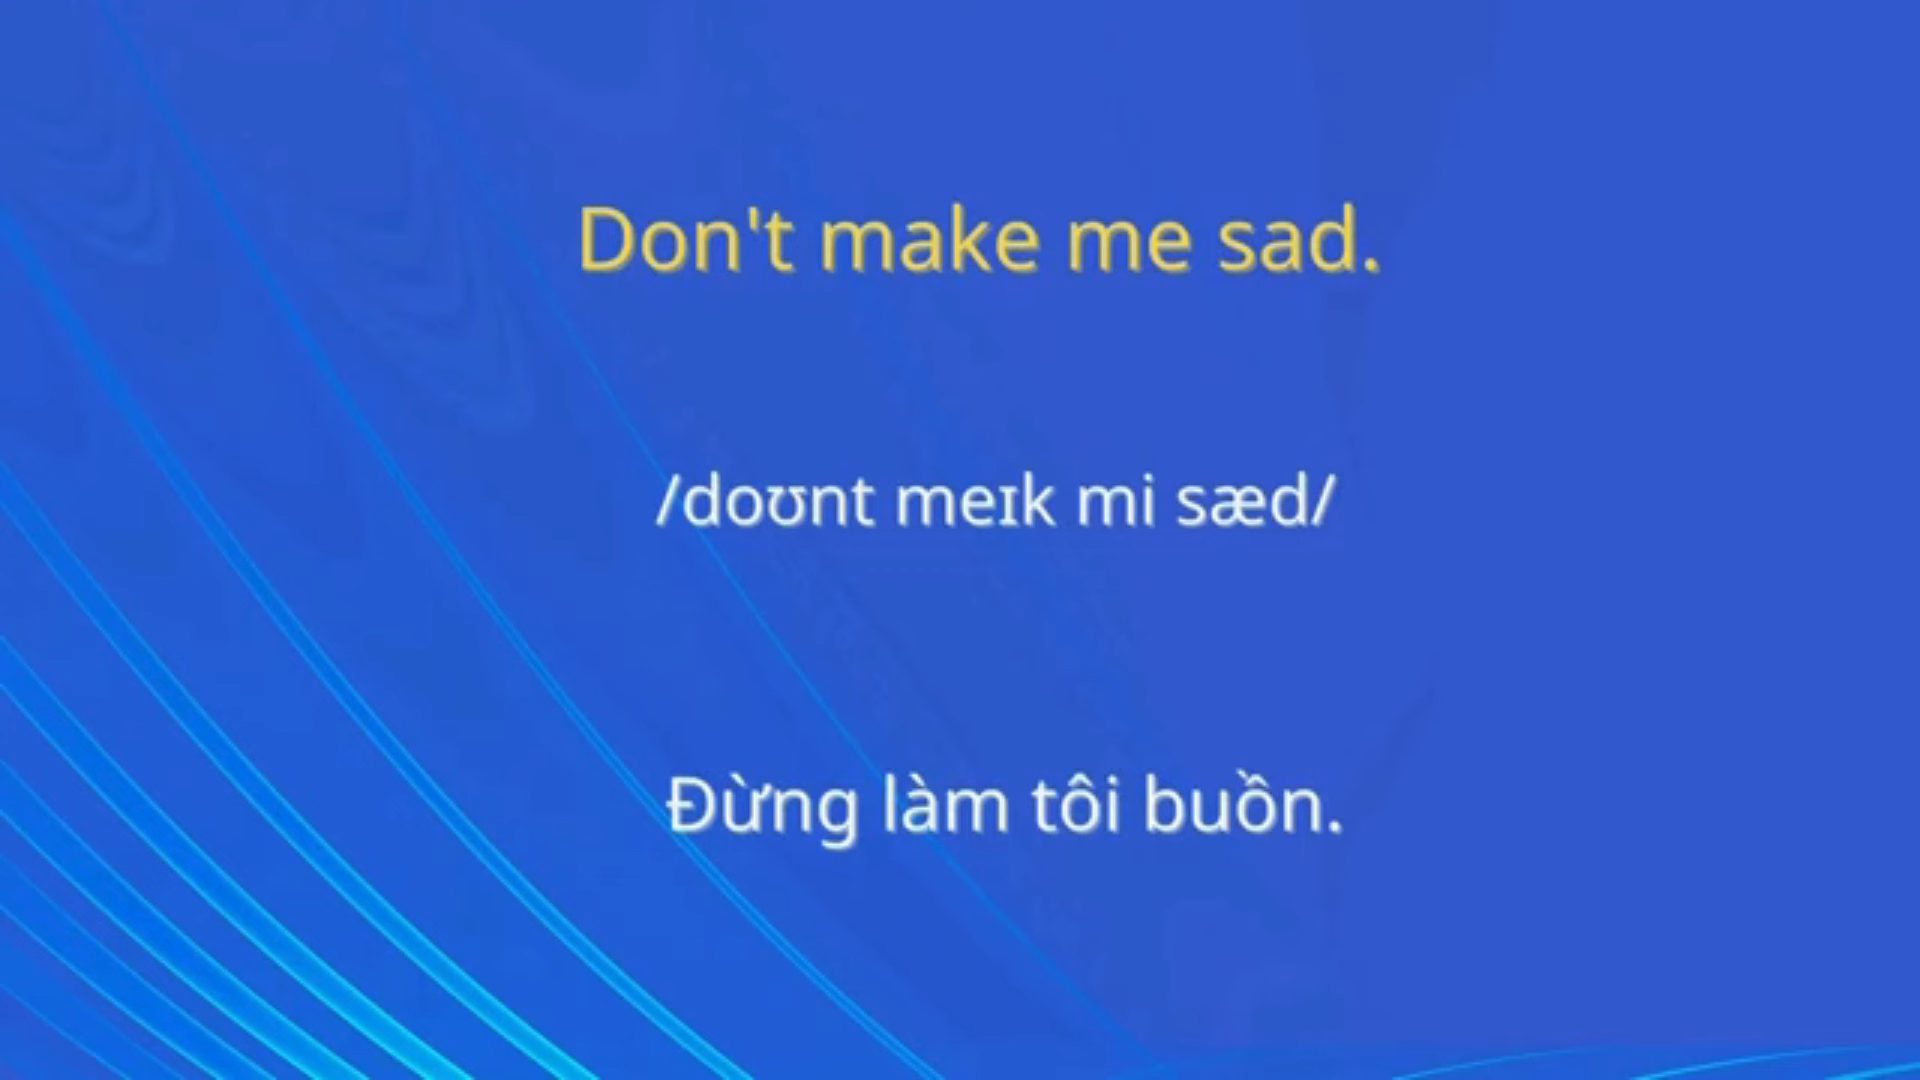 Don't make me sad.
/doʊnt meɪk mi sæd/
Đừng làm tôi buồn.